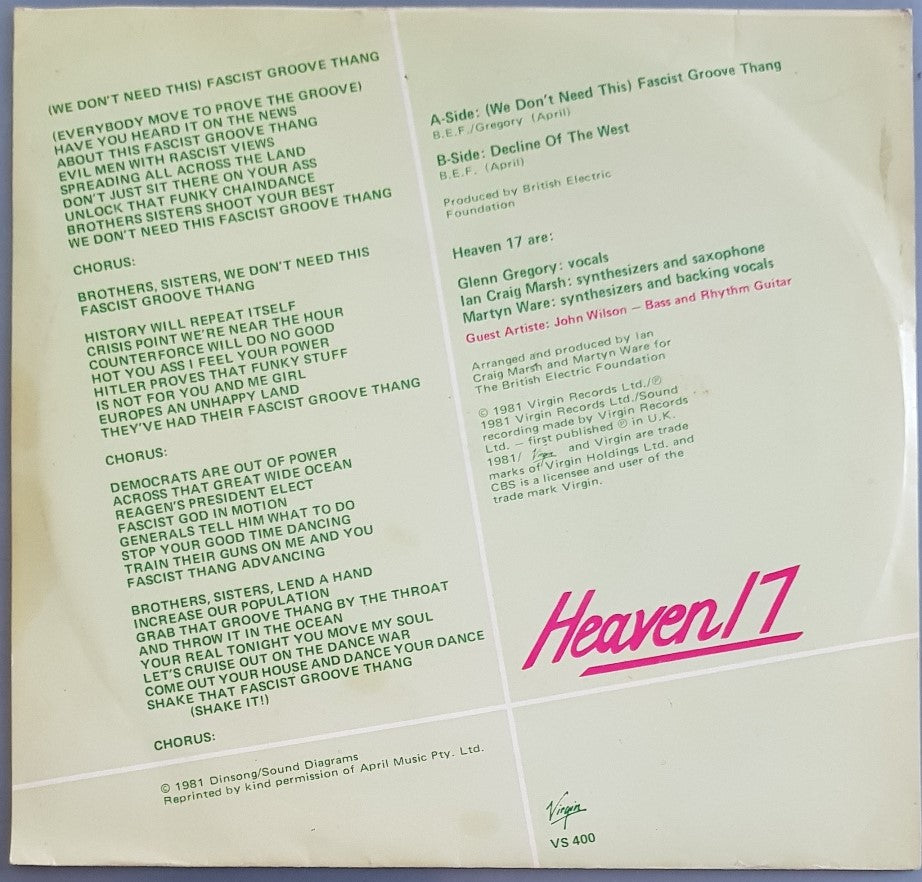 (WE DON'T NEED THIS) FASCIST GROOVE THANG
(EVERYBODY MOVE TO PROVE THE GROOVE)
HAVE YOU HEARD IT ON THE NEWS
ABOUT THIS FASCIST GROOVE THANG
EVIL MEN WITH RASCIST VIEWS
SPREADING ALL ACROSS THE LAND
DON'T JUST SIT THERE ON YOUR ASS
UNLOCK THAT FUNKY CHAINDANCE
BROTHERS SISTERS SHOOT YOUR BEST
WE DON'T NEED THIS FASCIST GROOVE THANG
CHORUS:
BROTHERS, SISTERS, WE DON'T NEED THIS
FASCIST GROOVE THANG
HISTORY WILL REPEAT ITSELF
CRISIS POINT WE'RE NEAR THE HOUR
COUNTERFORCE WILL DO NO GOOD
HOT YOU ASS I FEEL YOUR POWER
HITLER PROVES THAT FUNKY STUFF
IS NOT FOR YOU AND ME GIRL
EUROPES AN UNHAPPY LAND
THEY'VE HAD THEIR FASCIST GROOVE THANG
CHORUS:
DEMOCRATS ARE OUT OF POWER
ACROSS THAT GREAT WIDE OCEAN
REAGEN'S PRESIDENT ELECT
FASCIST GOD IN MOTION
GENERALS TELL HIM WHAT TO DO
STOP YOUR GOOD TIME DANCING
TRAIN THEIR GUNS ON ME AND YOU
FASCIST THANG ADVANCING
BROTHERS, SISTERS, LEND A HAND
INCREASE OUR POPULATION
GRAB THAT GROOVE THANG BY THE THROAT
AND THROW IT IN THE OCEAN
YOUR REAL TONIGHT YOU MOVE MY SOUL
LET'S CRUISE OUT ON THE DANCE WAR
COME OUT YOUR HOUSE AND DANCE YOUR DANCE
SHAKE THAT FASCIST GROOVE THANG
(SHAKE IT!)
CHORUS:
© 1981 Dinsong/Sound Diagrams
Reprinted by kind permission of April Music Pty. Ltd.
A-Side: (We Don't Need This) Fascist Groove Thang
B.E.F./Gregory (April)
B-Side: Decline Of The West
B.E.F. (April)
Produced by British Electric
Foundation
Heaven 17 are:
Glenn Gregory: vocals
Ian Craig Marsh: synthesizers and saxophone
Martyn Ware: synthesizers and backing vocals
Guest Artiste: John Wilson — Bass and Rhythm Guitar
Arranged and produced by Ian
Craig Marsh and Martyn Ware for
The British Electric Foundation
© 1981 Virgin Records Ltd./℗
1981 Virgin Records Ltd./Sound
recording made by Virgin Records
Ltd. — first published ℗ in U.K.
1981/ Virgin and Virgin are trade
marks of Virgin Holdings Ltd. and
CBS is a licensee and user of the
trade mark Virgin.
Heaven 17
Virgin
VS 400